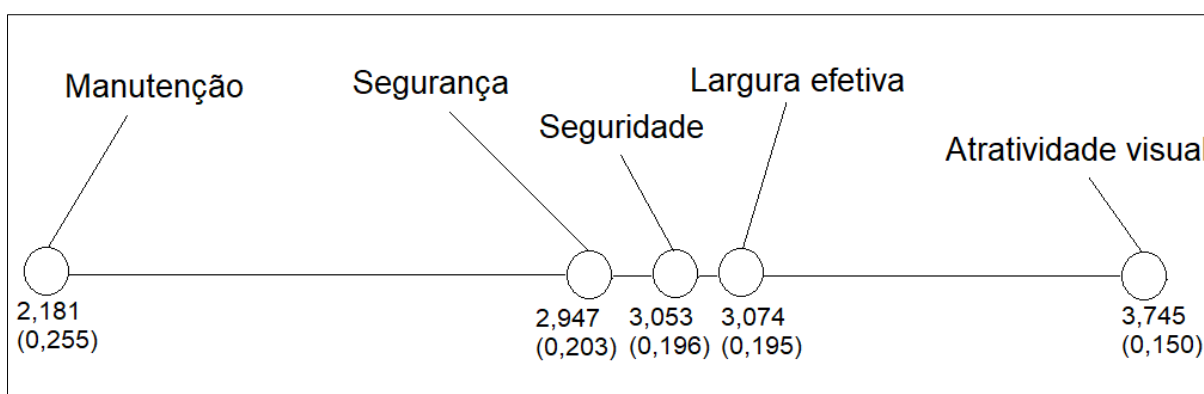 Manutenção
Segurança
Seguridade
Largura efetiva
Atratividade visual
2,181
(0,255)
2,947
(0,203)
3,053
(0,196)
3,074
(0,195)
3,745
(0,150)